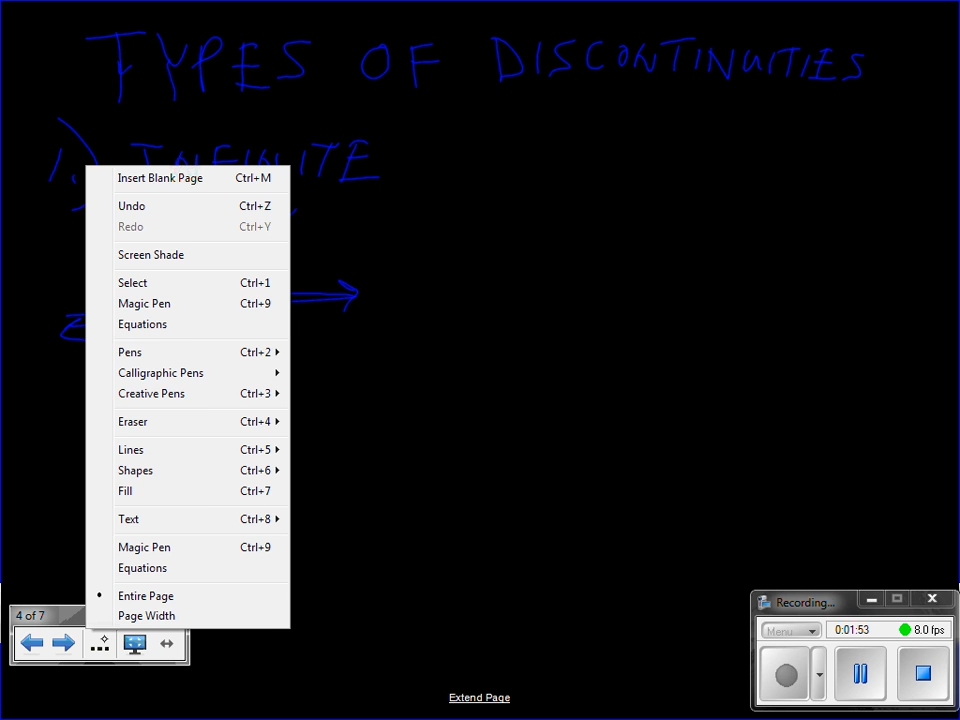 TYPES OF DISCONTINUITIES
1.) INFINITE
Insert Blank Page Ctrl+M
Undo Ctrl+Z
Redo Ctrl+Y
Screen Shade
Select Ctrl+1
Magic Pen Ctrl+9
Equations
Pens Ctrl+2
Calligraphic Pens
Creative Pens Ctrl+3
Eraser Ctrl+4
Lines Ctrl+5
Shapes Ctrl+6
Fill Ctrl+7
Text Ctrl+8
Magic Pen Ctrl+9
Equations
Entire Page
Page Width
4 of 7
Recording...
Menu 0:01:53 8.0 fps
Extend Page